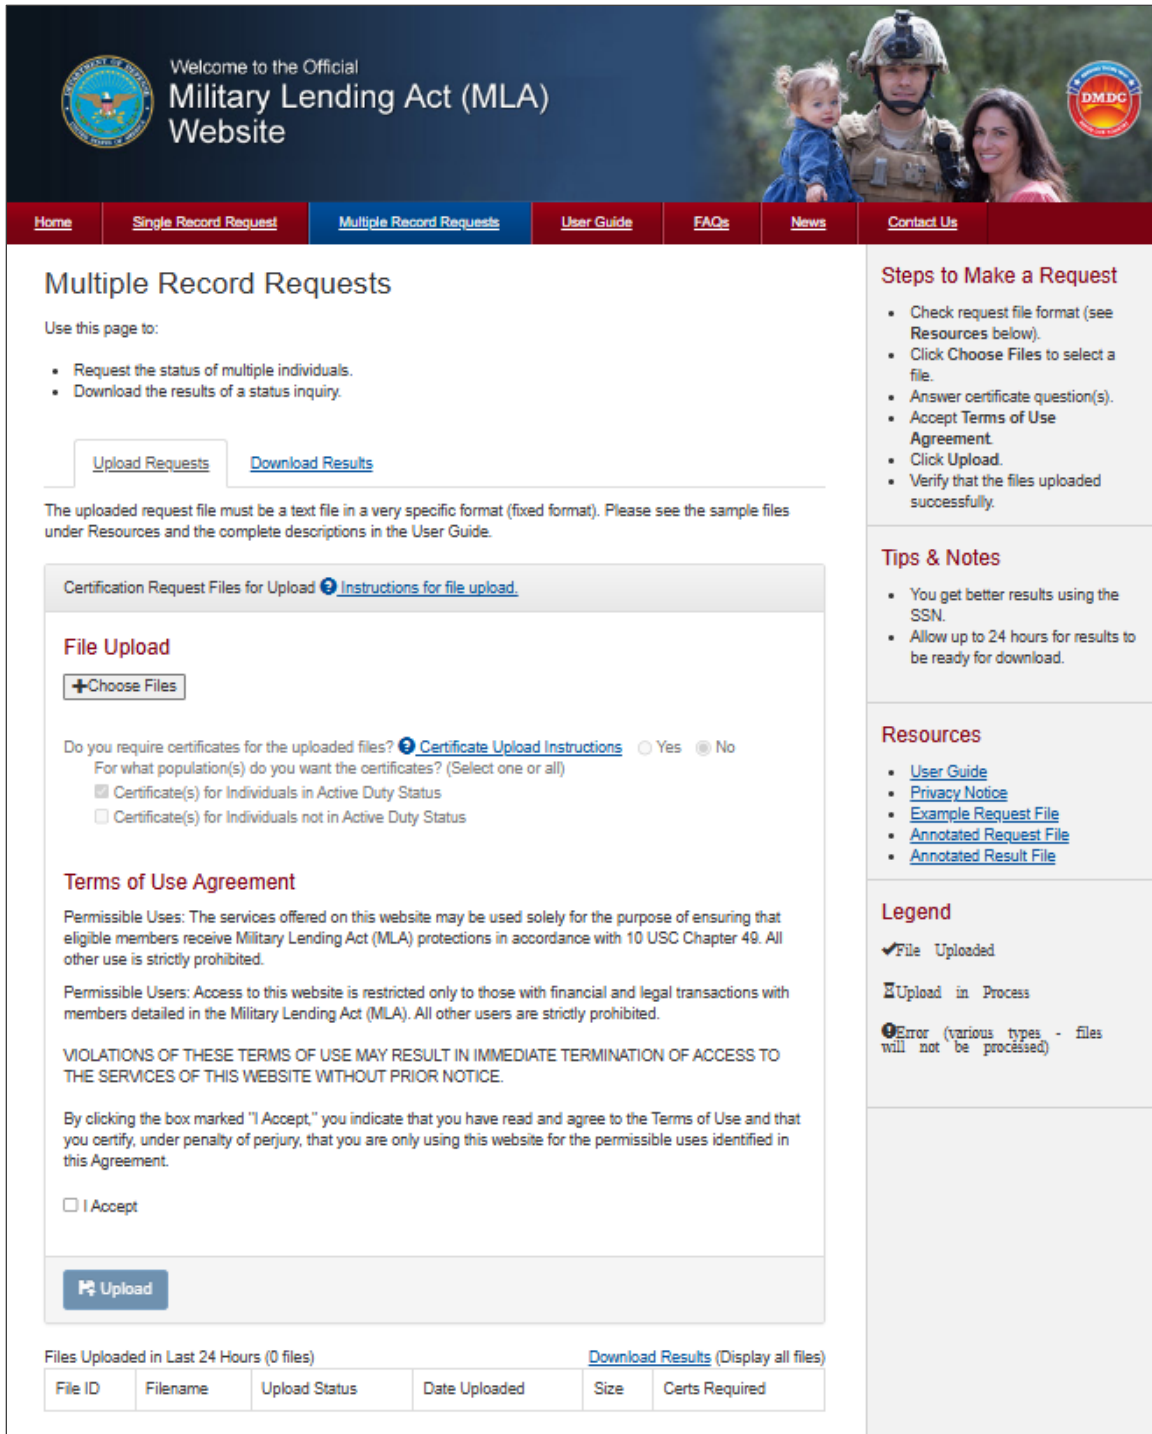 Welcome to the Official
Military Lending Act (MLA)
Website
DEPARTMENT OF DEFENSE
UNITED STATES OF AMERICA
DMDC
Home
Single Record Request
Multiple Record Requests
User Guide
FAQs
News
Contact Us
Multiple Record Requests
Use this page to:
• Request the status of multiple individuals.
• Download the results of a status inquiry.
Upload Requests
Download Results
The uploaded request file must be a text file in a very specific format (fixed format). Please see the sample files
under Resources and the complete descriptions in the User Guide.
Certification Request Files for Upload Instructions for file upload.
File Upload
Choose Files
Do you require certificates for the uploaded files? Certificate Upload Instructions Yes No
For what population(s) do you want the certificates? (Select one or all)
Certificate(s) for Individuals in Active Duty Status
Certificate(s) for Individuals not in Active Duty Status
Terms of Use Agreement
Permissible Uses: The services offered on this website may be used solely for the purpose of ensuring that
eligible members receive Military Lending Act (MLA) protections in accordance with 10 USC Chapter 49. All
other use is strictly prohibited.
Permissible Users: Access to this website is restricted only to those with financial and legal transactions with
members detailed in the Military Lending Act (MLA). All other users are strictly prohibited.
VIOLATIONS OF THESE TERMS OF USE MAY RESULT IN IMMEDIATE TERMINATION OF ACCESS TO
THE SERVICES OF THIS WEBSITE WITHOUT PRIOR NOTICE.
By clicking the box marked "I Accept," you indicate that you have read and agree to the Terms of Use and that
you certify, under penalty of perjury, that you are only using this website for the permissible uses identified in
this Agreement.
I Accept
Upload
Files Uploaded in Last 24 Hours (0 files)
Download Results (Display all files)
File ID
Filename
Upload Status
Date Uploaded
Size
Certs Required
Steps to Make a Request
• Check request file format (see
Resources below).
• Click Choose Files to select a
file.
• Answer certificate question(s).
• Accept Terms of Use
Agreement.
• Click Upload.
• Verify that the files uploaded
successfully.
Tips & Notes
• You get better results using the
SSN.
• Allow up to 24 hours for results to
be ready for download.
Resources
• User Guide
• Privacy Notice
• Example Request File
• Annotated Request File
• Annotated Result File
Legend
File Uploaded
Upload in Process
Error (various types - files
will not be processed)